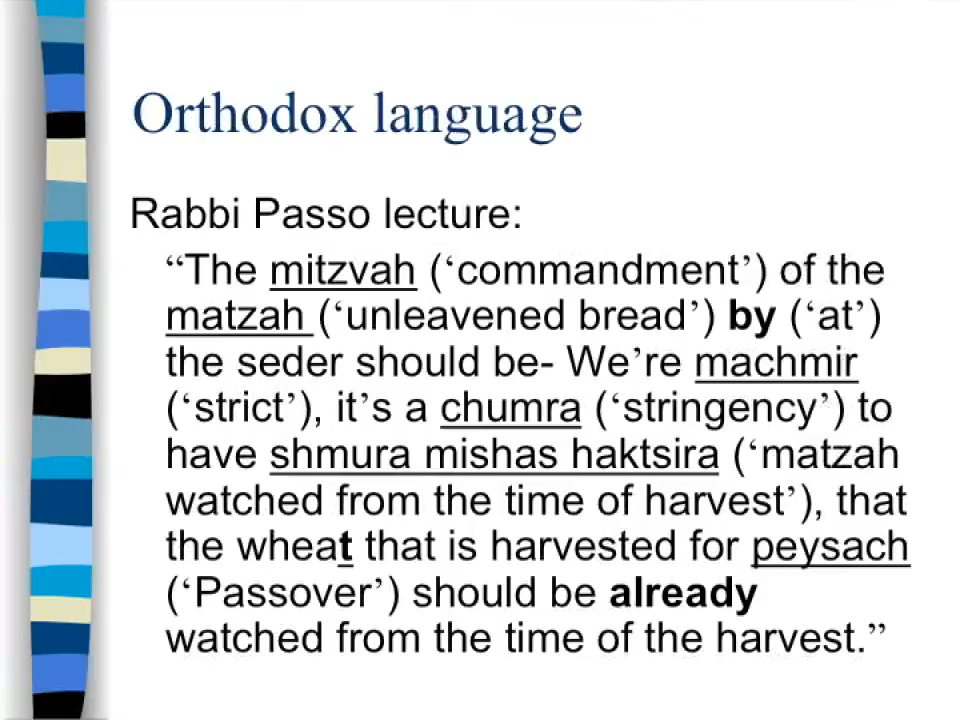 Orthodox language
Rabbi Passo lecture:
“The mitzvah (‘commandment’) of the
matzah (‘unleavened bread’) by (‘at’)
the seder should be- We’re machmir
(‘strict’), it’s a chumra (‘stringency’) to
have shmura mishas haktsira (‘matzah
watched from the time of harvest’), that
the wheat that is harvested for peysach
(‘Passover’) should be already
watched from the time of the harvest.”